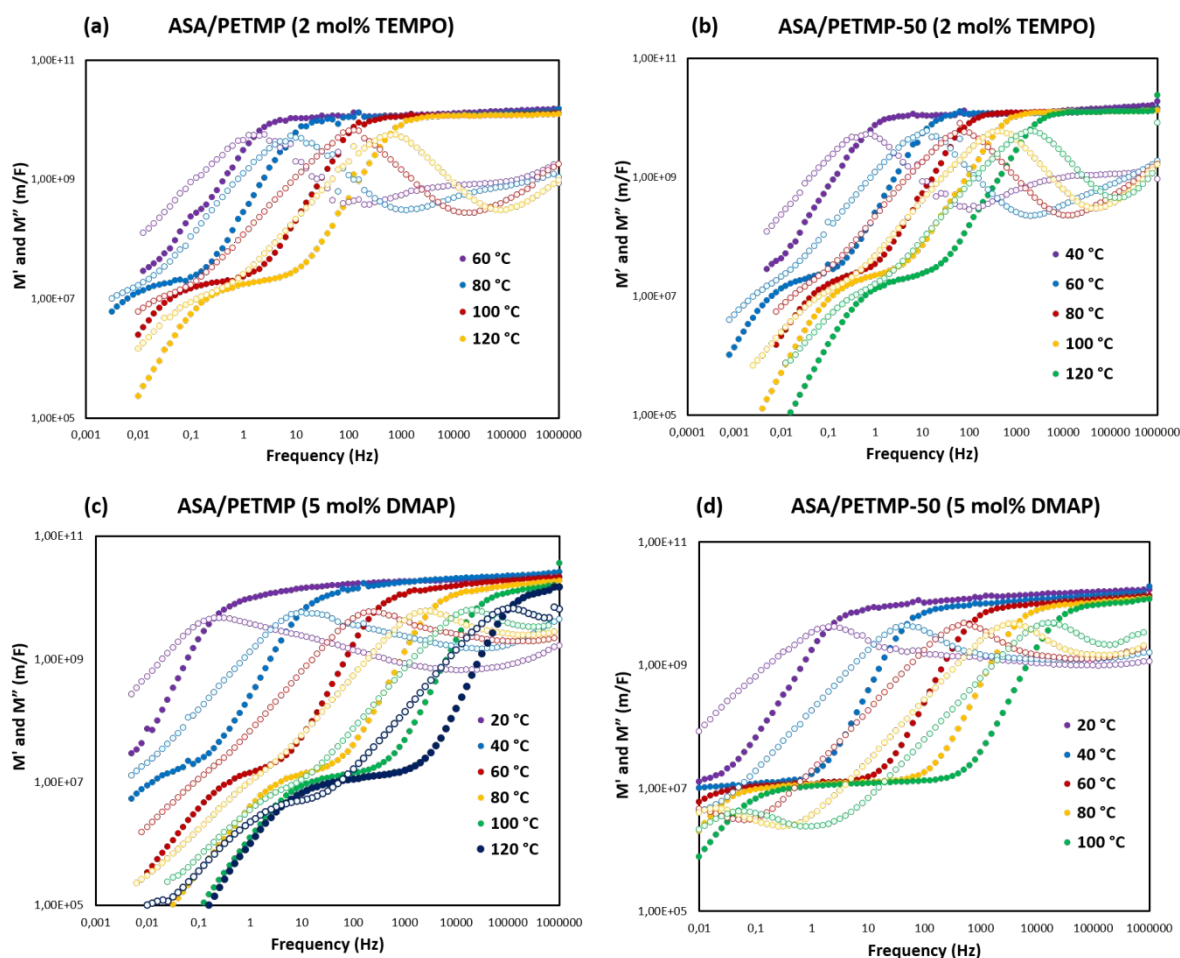 (a) ASA/PETMP (2 mol% TEMPO)
1,00E+11
1,00E+09
1,00E+07
1,00E+05
M' and M″ (m/F)
60 °C
80 °C
100 °C
120 °C
0,001 0,01 0,1 1 10 100 1000 10000 100000 1000000
Frequency (Hz)
(b) ASA/PETMP-50 (2 mol% TEMPO)
1,00E+11
1,00E+09
1,00E+07
1,00E+05
M′ and M″ (m/F)
40 °C
60 °C
80 °C
100 °C
120 °C
0,0001 0,001 0,01 0,1 1 10 100 1000 10000 100000 1000000
Frequency (Hz)
(c) ASA/PETMP (5 mol% DMAP)
1,00E+11
1,00E+09
1,00E+07
1,00E+05
M' and M″ (m/F)
20 °C
40 °C
60 °C
80 °C
100 °C
120 °C
0,001 0,01 0,1 1 10 100 1000 10000 100000 1000000
Frequency (Hz)
(d) ASA/PETMP-50 (5 mol% DMAP)
1,00E+11
1,00E+09
1,00E+07
1,00E+05
M' and M″ (m/F)
20 °C
40 °C
60 °C
80 °C
100 °C
0,01 0,1 1 10 100 1000 10000 100000 1000000
Frequency (Hz)